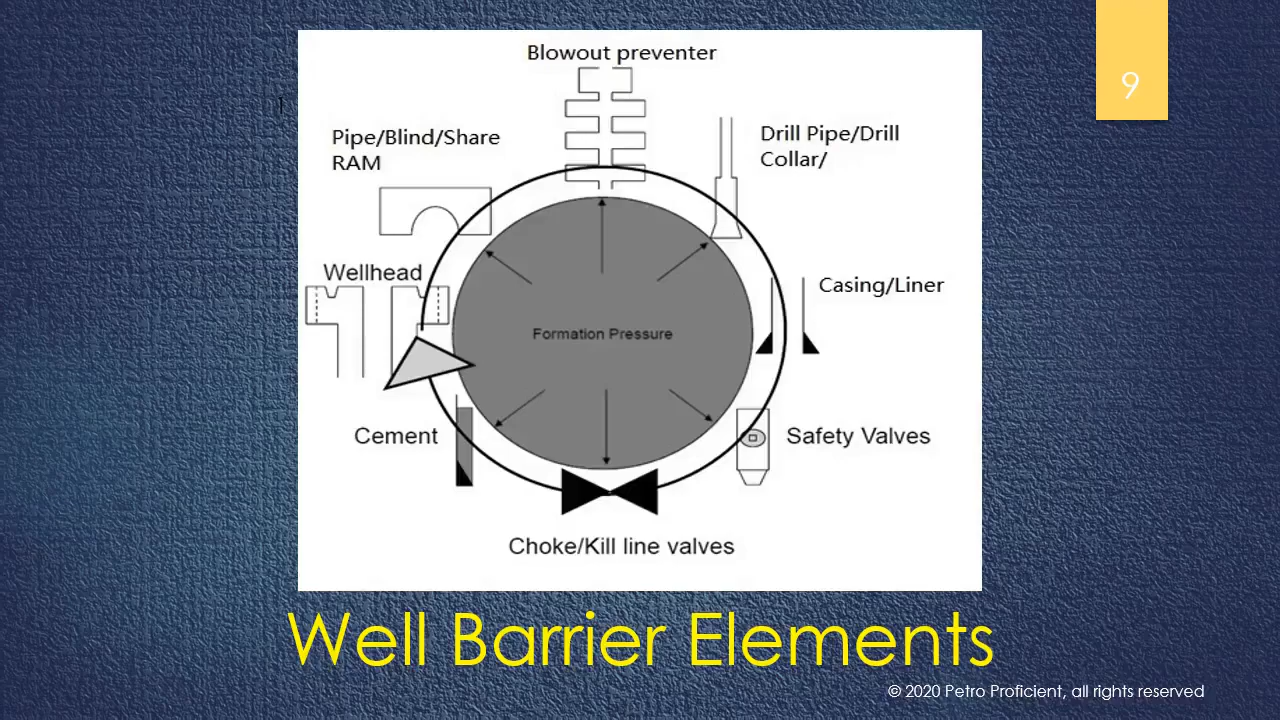 9
Blowout preventer
Pipe/Blind/Share
RAM
Drill Pipe/Drill
Collar/
Wellhead
Casing/Liner
Formation Pressure
Cement
Safety Valves
Choke/Kill line valves
Well Barrier Elements
© 2020 Petro Proficient, all rights reserved